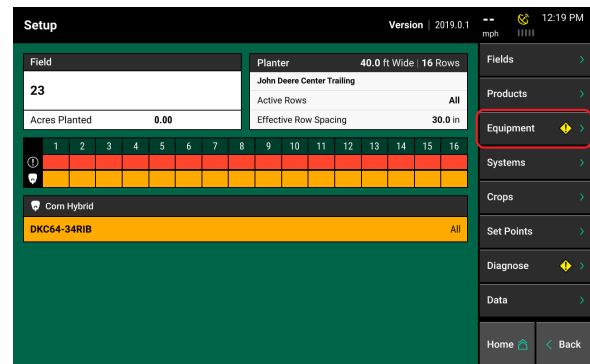 Setup
Version | 2019.0.1
-- mph
12:19 PM
Field
23
Acres Planted 0.00
Planter 40.0 ft Wide | 16 Rows
John Deere Center Trailing
Active Rows All
Effective Row Spacing 30.0 in
1 2 3 4 5 6 7 8 9 10 11 12 13 14 15 16
Corn Hybrid
DKC64-34RIB All
Fields
Products
Equipment
Systems
Crops
Set Points
Diagnose
Data
Home
Back